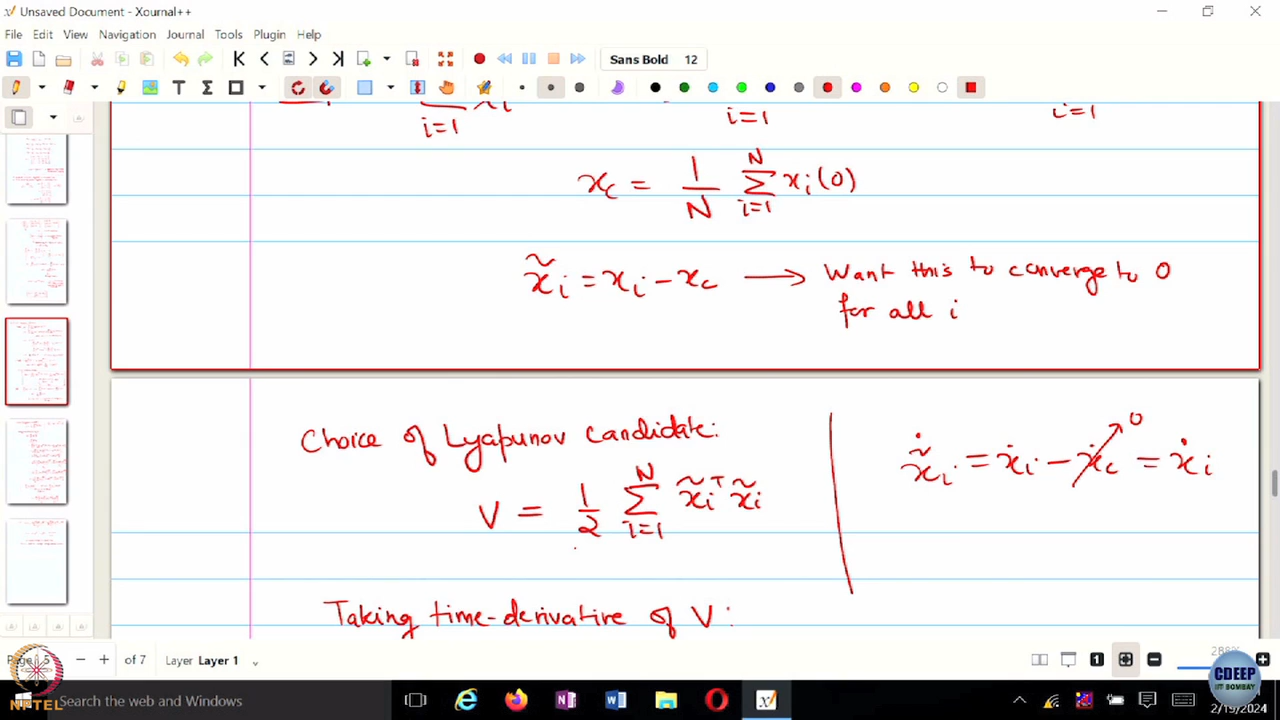 Unsaved Document - Xournal++
File Edit View Navigation Journal Tools Plugin Help
Sans Bold 12
i=1 i=1 i=1
x_c = 1/N Σ_{i=1}^{N} x_i(0)
x̃_i = x_i − x_c ⟶ Want this to converge to 0
for all i
Choice of Lyapunov candidate:
V = 1/2 Σ_{i=1}^{N} x̃_i^T x̃_i
x̃̇_i = ẋ_i − ẋ_c = ẋ_i
0
Taking time-derivative of V:
5 of 7 Layer Layer 1
288%
Search the web and Windows
NPTEL
CDEEP
IIT BOMBAY
2/19/2024